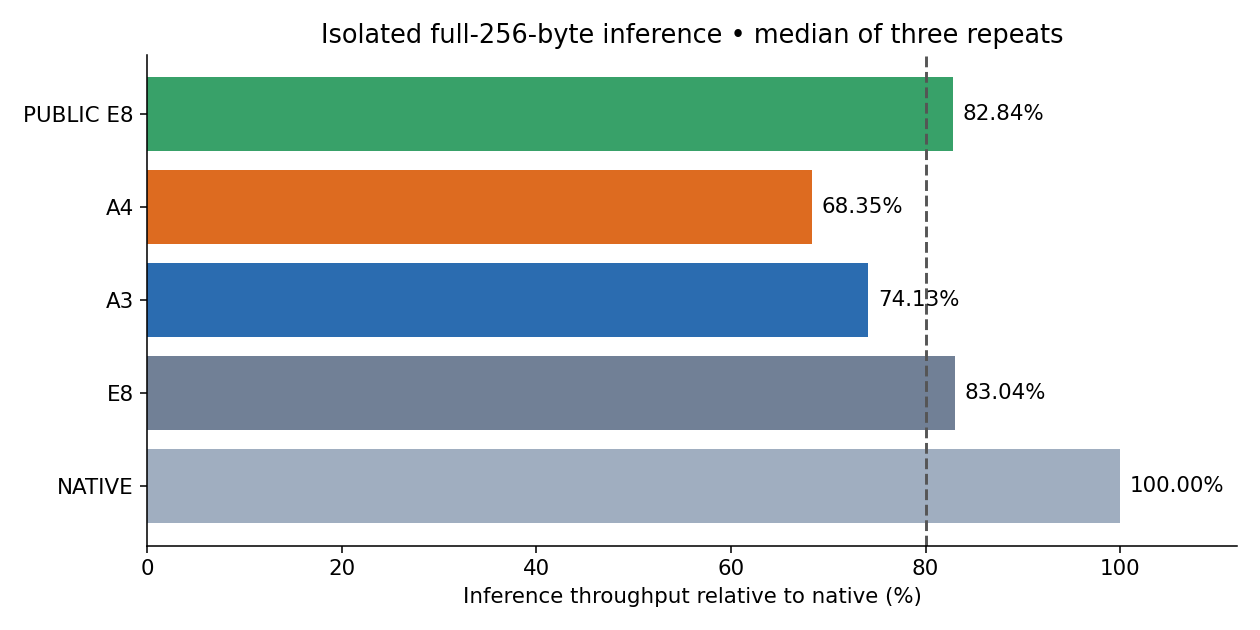 Isolated full-256-byte inference • median of three repeats
PUBLIC E8
82.84%
A4
68.35%
A3
74.13%
E8
83.04%
NATIVE
100.00%
0 20 40 60 80 100
Inference throughput relative to native (%)